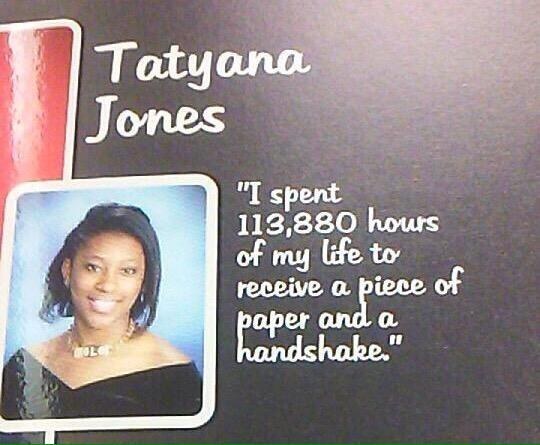 Tatyana
Jones
"I spent
113,880 hours
of my life to
receive a piece of
paper and a
handshake."